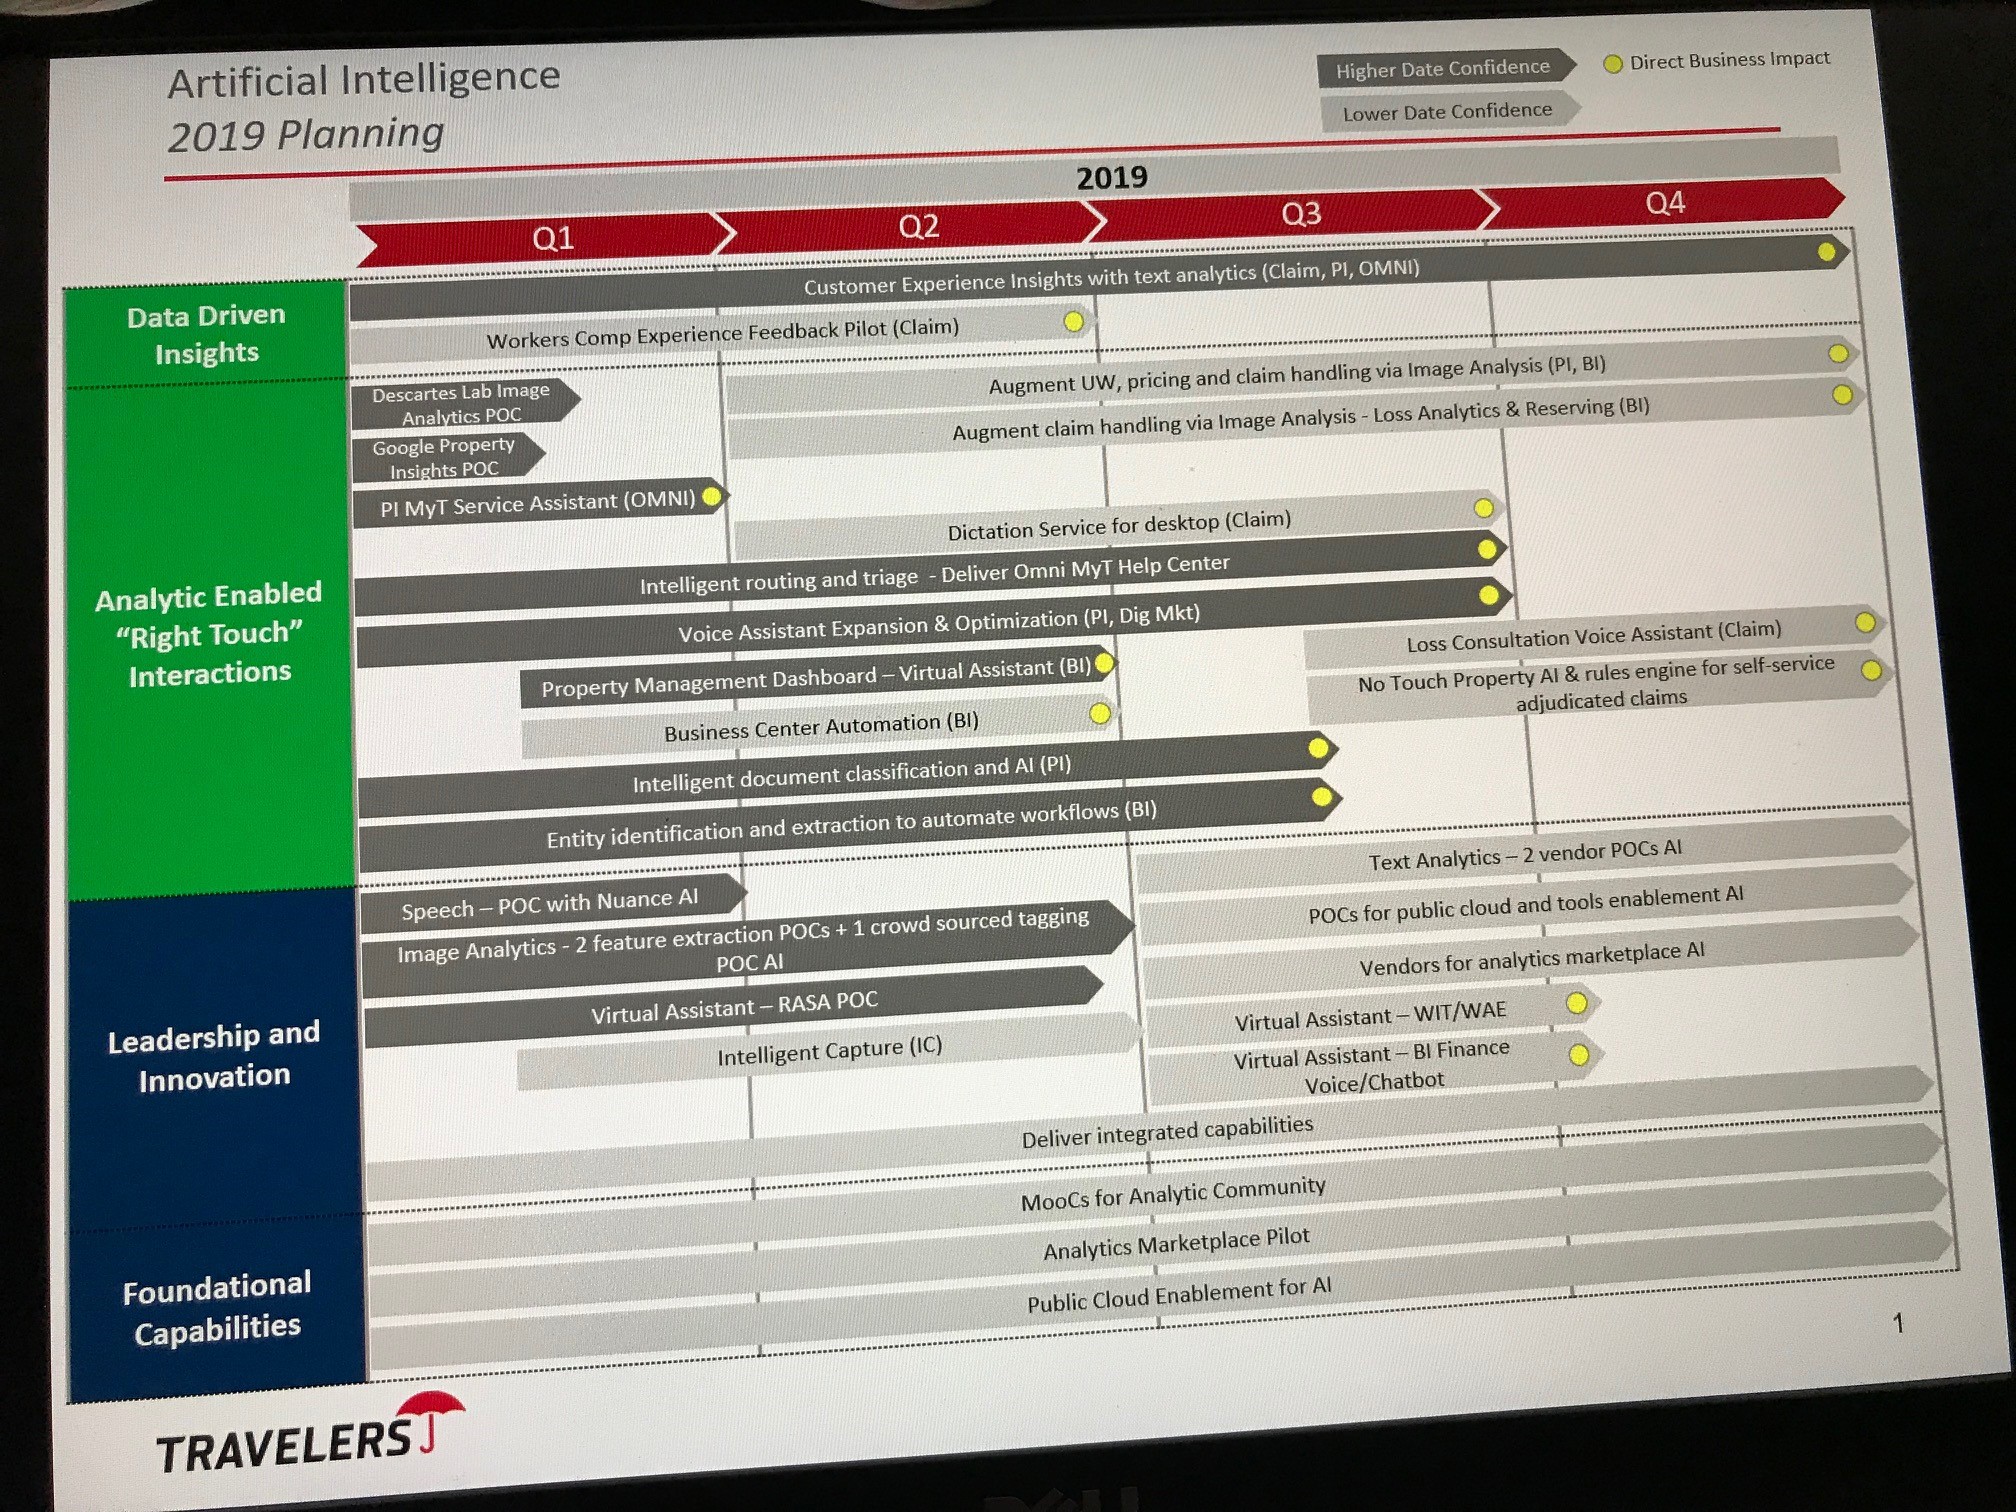 Artificial Intelligence
2019 Planning
Higher Date Confidence
Direct Business Impact
Lower Date Confidence
2019
Q1
Q2
Q3
Q4
Data Driven
Insights
Customer Experience Insights with text analytics (Claim, PI, OMNI)
Workers Comp Experience Feedback Pilot (Claim)
Analytic Enabled
“Right Touch”
Interactions
Descartes Lab Image
Analytics POC
Augment UW, pricing and claim handling via Image Analysis (PI, BI)
Augment claim handling via Image Analysis - Loss Analytics & Reserving (BI)
Google Property
Insights POC
PI MyT Service Assistant (OMNI)
Dictation Service for desktop (Claim)
Intelligent routing and triage - Deliver Omni MyT Help Center
Voice Assistant Expansion & Optimization (PI, Dig Mkt)
Loss Consultation Voice Assistant (Claim)
Property Management Dashboard – Virtual Assistant (BI)
No Touch Property AI & rules engine for self-service
adjudicated claims
Business Center Automation (BI)
Intelligent document classification and AI (PI)
Entity identification and extraction to automate workflows (BI)
Leadership and
Innovation
Text Analytics – 2 vendor POCs AI
Speech – POC with Nuance AI
POCs for public cloud and tools enablement AI
Image Analytics - 2 feature extraction POCs + 1 crowd sourced tagging
POC AI
Vendors for analytics marketplace AI
Virtual Assistant – RASA POC
Virtual Assistant – WIT/WAE
Intelligent Capture (IC)
Virtual Assistant – BI Finance
Voice/Chatbot
Deliver integrated capabilities
Foundational
Capabilities
MooCs for Analytic Community
Analytics Marketplace Pilot
Public Cloud Enablement for AI
1
TRAVELERS
DELL